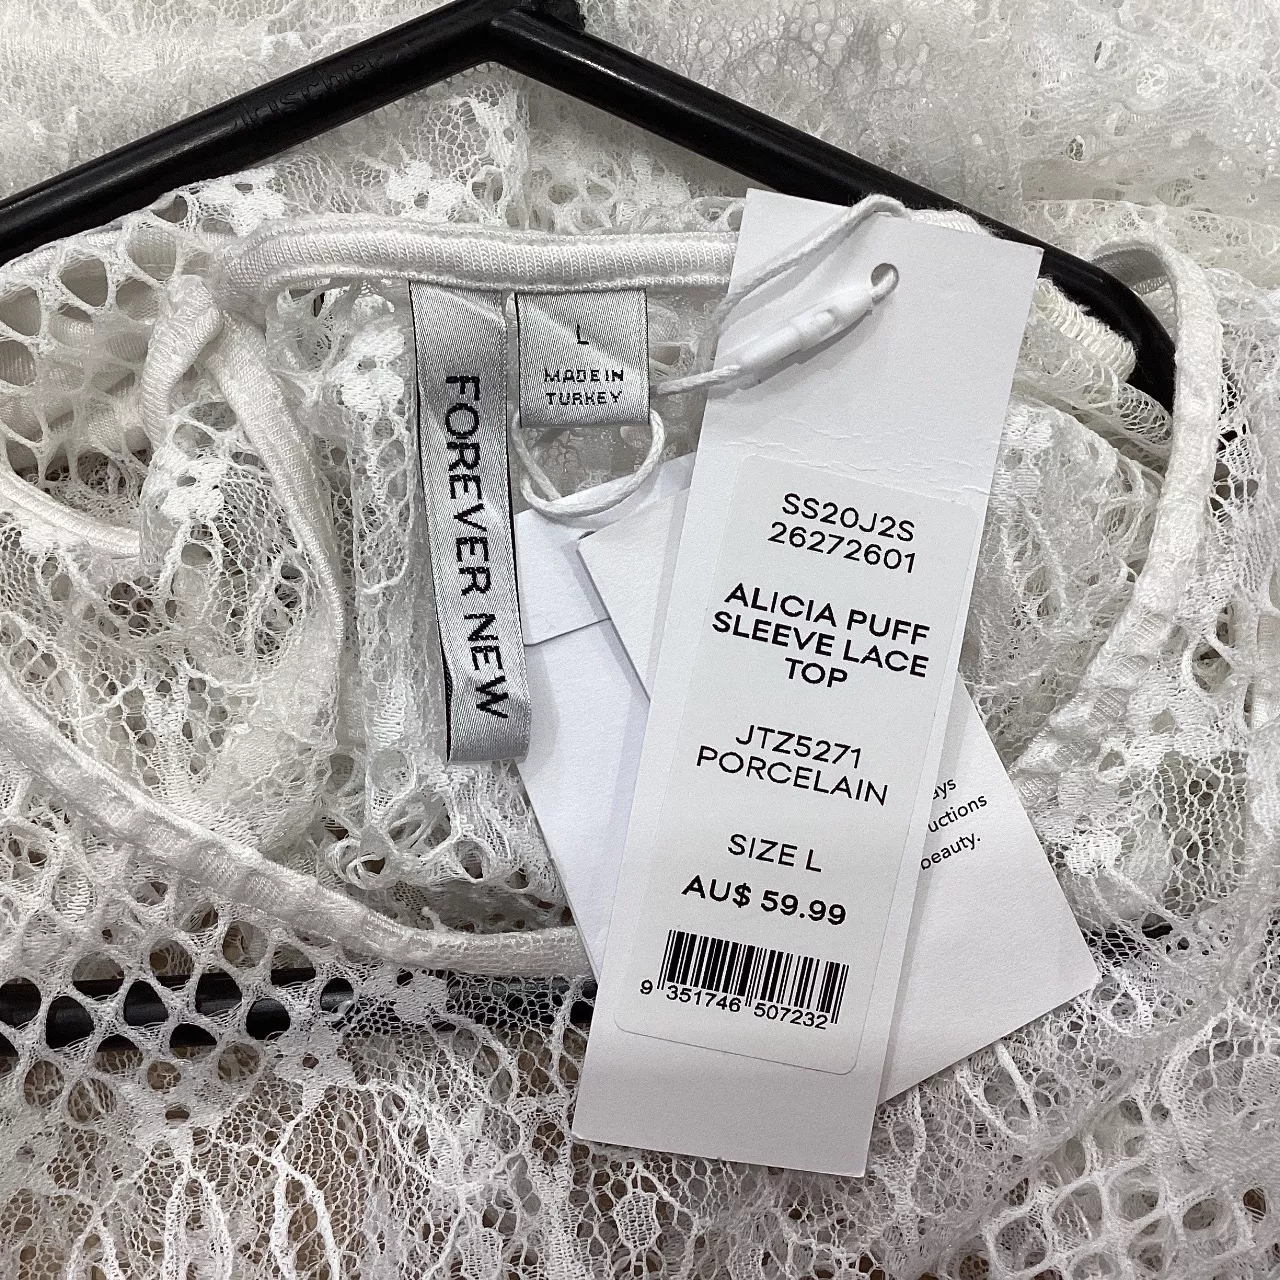 L
MADE IN
TURKEY
FOREVER NEW
SS20J2S
26272601
ALICIA PUFF
SLEEVE LACE
TOP
JTZ5271
PORCELAIN
SIZE L
AU$ 59.99
9 351746 507232
uctions
beauty.